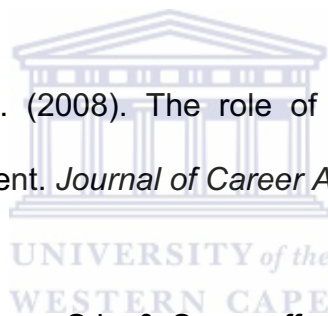 . (2008). The role of
ent. Journal of Career A
UNIVERSITY of the
WESTERN CAPE